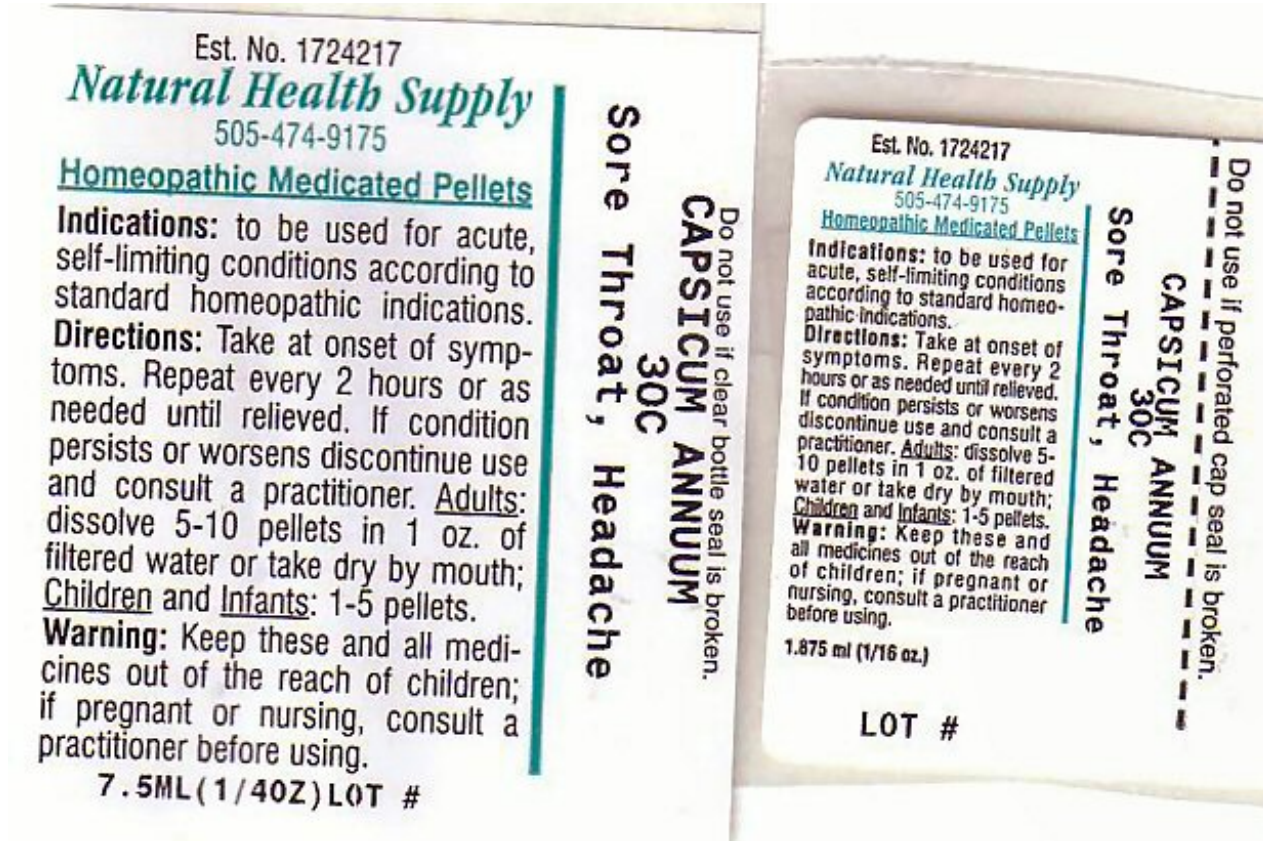 Est. No. 1724217
Natural Health Supply
505-474-9175
Homeopathic Medicated Pellets
Indications: to be used for acute,
self-limiting conditions according to
standard homeopathic indications.
Directions: Take at onset of symp-
toms. Repeat every 2 hours or as
needed until relieved. If condition
persists or worsens discontinue use
and consult a practitioner. Adults:
dissolve 5-10 pellets in 1 oz. of
filtered water or take dry by mouth;
Children and Infants: 1-5 pellets.
Warning: Keep these and all medi-
cines out of the reach of children;
if pregnant or nursing, consult a
practitioner before using.
7.5ML(1/4OZ)LOT #
Do not use if clear bottle seal is broken.
CAPSICUM ANNUUM
30C
Sore Throat, Headache
Est. No. 1724217
Natural Health Supply
505-474-9175
Homeopathic Medicated Pellets
Indications: to be used for
acute, self-limiting conditions
according to standard homeo-
pathic indications.
Directions: Take at onset of
symptoms. Repeat every 2
hours or as needed until relieved.
If condition persists or worsens
discontinue use and consult a
practitioner. Adults: dissolve 5-
10 pellets in 1 oz. of filtered
water or take dry by mouth;
Children and Infants: 1-5 pellets.
Warning: Keep these and
all medicines out of the reach
of children; if pregnant or
nursing, consult a practitioner
before using.
1.875 ml (1/16 oz.)
LOT #
Do not use if perforated cap seal is broken.
CAPSICUM ANNUUM
30C
Sore Throat, Headache